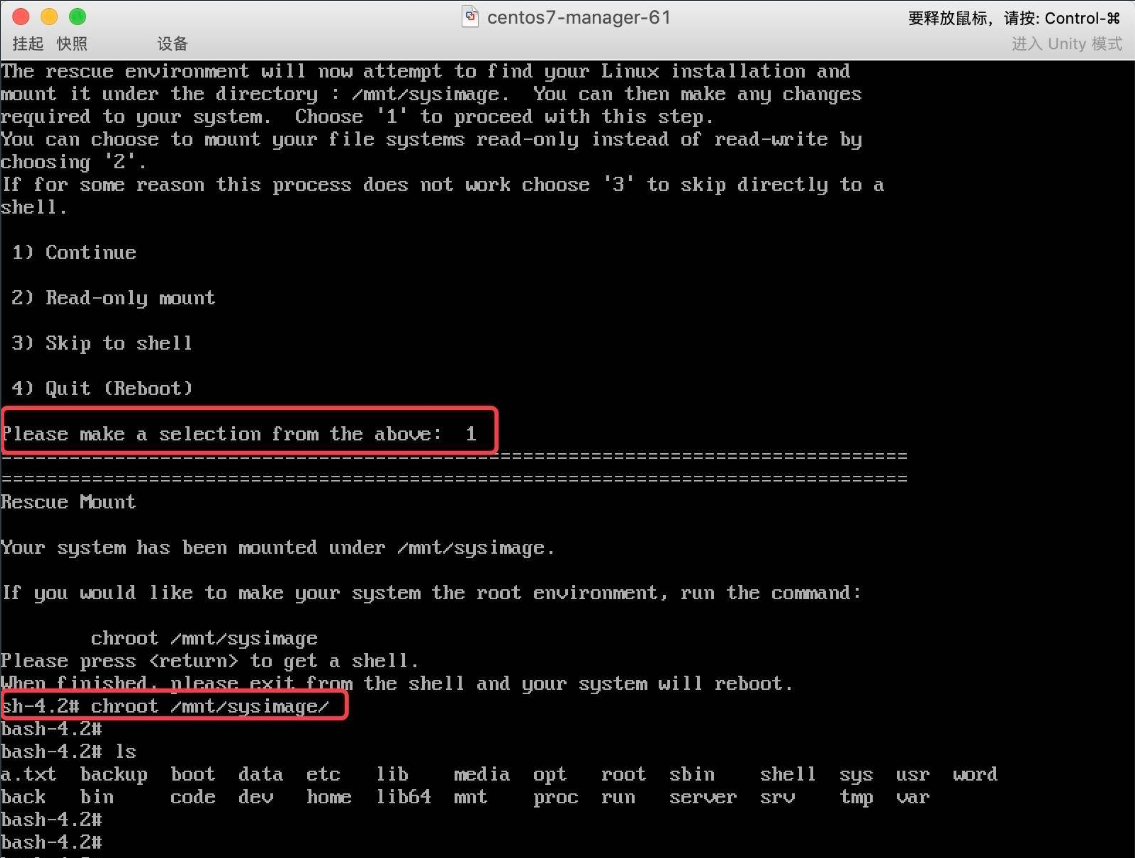 centos7-manager-61
要释放鼠标，请按: Control-⌘
挂起 快照 设备
进入 Unity 模式
The rescue environment will now attempt to find your Linux installation and
mount it under the directory : /mnt/sysimage.  You can then make any changes
required to your system.  Choose '1' to proceed with this step.
You can choose to mount your file systems read-only instead of read-write by
choosing '2'.
If for some reason this process does not work choose '3' to skip directly to a
shell.
1) Continue
2) Read-only mount
3) Skip to shell
4) Quit (Reboot)
Please make a selection from the above:  1
================================================================================
================================================================================
Rescue Mount
Your system has been mounted under /mnt/sysimage.
If you would like to make your system the root environment, run the command:
chroot /mnt/sysimage
Please press <return> to get a shell.
When finished, please exit from the shell and your system will reboot.
sh-4.2# chroot /mnt/sysimage/
bash-4.2#
bash-4.2# ls
a.txt  backup  boot  data  etc   lib    media  opt   root  sbin    shell  sys  usr  word
back   bin     code  dev   home  lib64  mnt    proc  run   server  srv    tmp  var
bash-4.2#
bash-4.2#